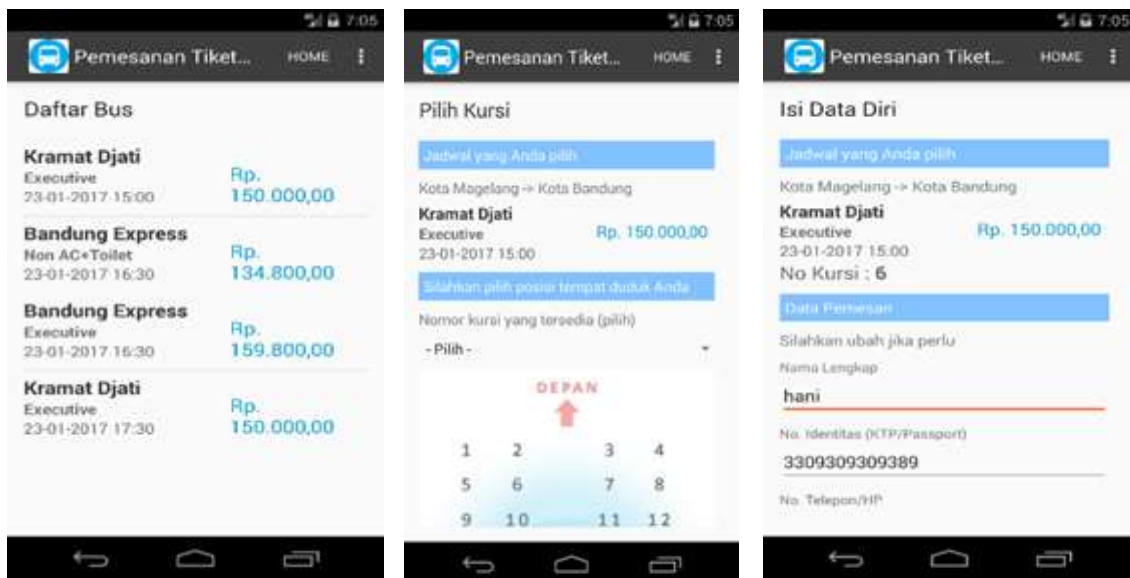 7:05
Pemesanan Tiket... HOME
Daftar Bus
Kramat Djati
Executive
23-01-2017 15:00
Rp.
150.000,00
Bandung Express
Non AC+Toilet
23-01-2017 16:30
Rp.
134.800,00
Bandung Express
Executive
23-01-2017 16:30
Rp.
159.800,00
Kramat Djati
Executive
23-01-2017 17:30
Rp.
150.000,00
7:05
Pemesanan Tiket... HOME
Pilih Kursi
Jadwal yang Anda pilih
Kota Magelang -> Kota Bandung
Kramat Djati
Executive
Rp. 150.000,00
23-01-2017 15:00
Silahkan pilih posisi tempat duduk Anda
Nomor kursi yang tersedia (pilih)
- Pilih -
DEPAN
1 2 3 4
5 6 7 8
9 10 11 12
7:05
Pemesanan Tiket... HOME
Isi Data Diri
Jadwal yang Anda pilih
Kota Magelang -> Kota Bandung
Kramat Djati
Executive
Rp. 150.000,00
23-01-2017 15:00
No Kursi : 6
Data Pemesan
Silahkan ubah jika perlu
Nama Lengkap
hani
No. Identitas (KTP/Passport)
3309309309389
No. Telepon/HP